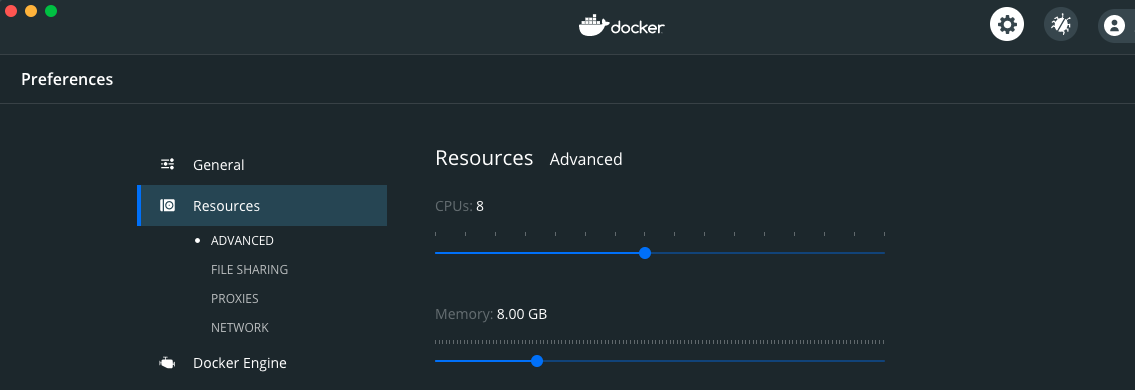 docker
Preferences
General
Resources
ADVANCED
FILE SHARING
PROXIES
NETWORK
Docker Engine
Resources Advanced
CPUs: 8
Memory: 8.00 GB